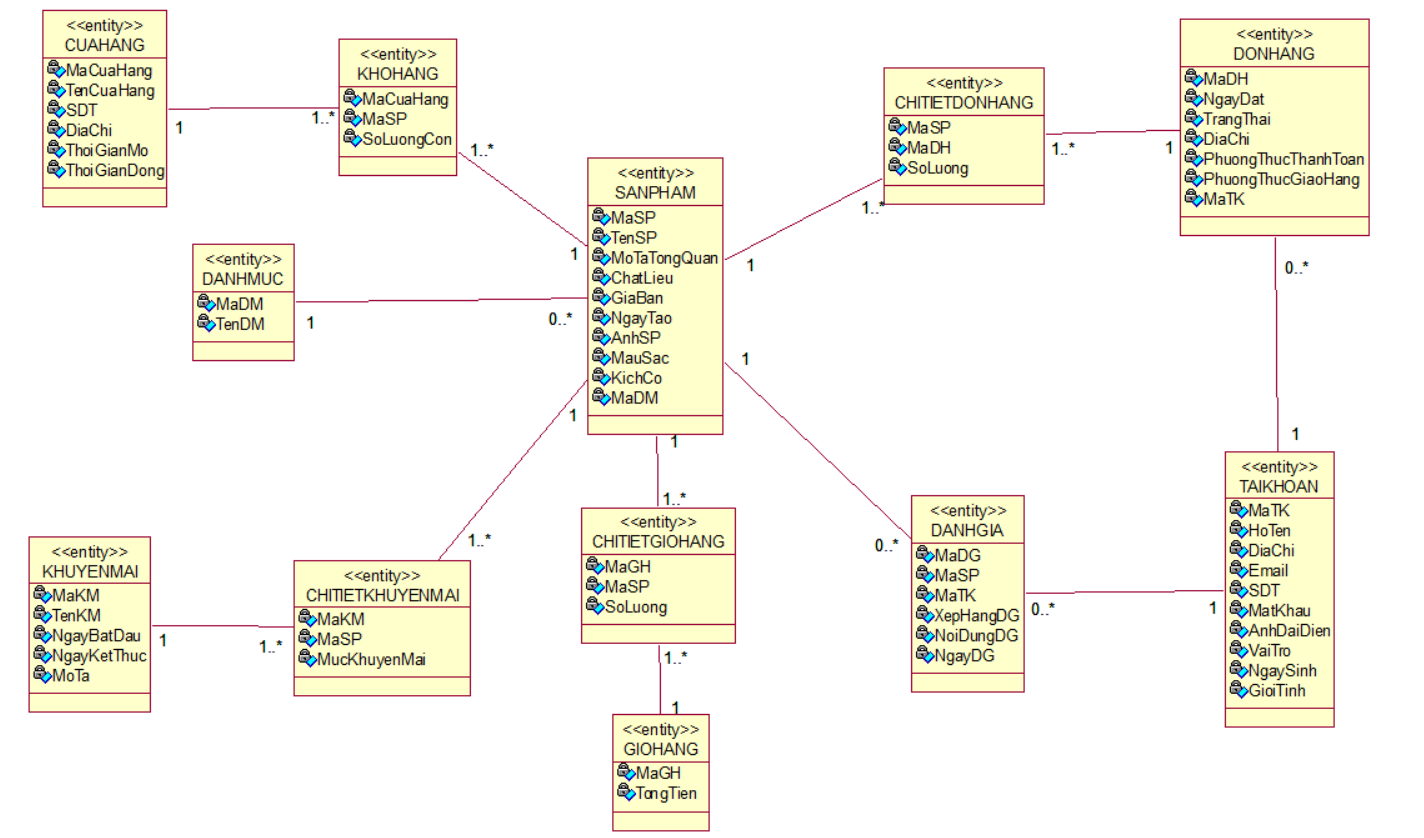 <<entity>>
CUAHANG
MaCuaHang
TenCuaHang
SDT
DiaChi
ThoiGianMo
ThoiGianDong
1
1..*
<<entity>>
KHOHANG
MaCuaHang
MaSP
SoLuongCon
1..*
1
<<entity>>
SANPHAM
MaSP
TenSP
MoTaTongQuan
ChatLieu
GiaBan
NgayTao
AnhSP
MauSac
KichCo
MaDM
<<entity>>
DANHMUC
MaDM
TenDM
1
0..*
<<entity>>
CHITIETDONHANG
MaSP
MaDH
SoLuong
1..*
1
1..*
1
<<entity>>
DONHANG
MaDH
NgayDat
TrangThai
DiaChi
PhuongThucThanhToan
PhuongThucGiaoHang
MaTK
0..*
1
<<entity>>
TAIKHOAN
MaTK
HoTen
DiaChi
Email
SDT
MatKhau
AnhDaiDien
VaiTro
NgaySinh
GioiTinh
1
0..*
<<entity>>
DANHGIA
MaDG
MaSP
MaTK
XepHangDG
NoiDungDG
NgayDG
0..*
1
1
1..*
<<entity>>
CHITIETGIOHANG
MaGH
MaSP
SoLuong
1..*
1
<<entity>>
GIOHANG
MaGH
TongTien
1
1..*
<<entity>>
CHITIETKHUYENMAI
MaKM
MaSP
MucKhuyenMai
1..*
1
<<entity>>
KHUYENMAI
MaKM
TenKM
NgayBatDau
NgayKetThuc
MoTa